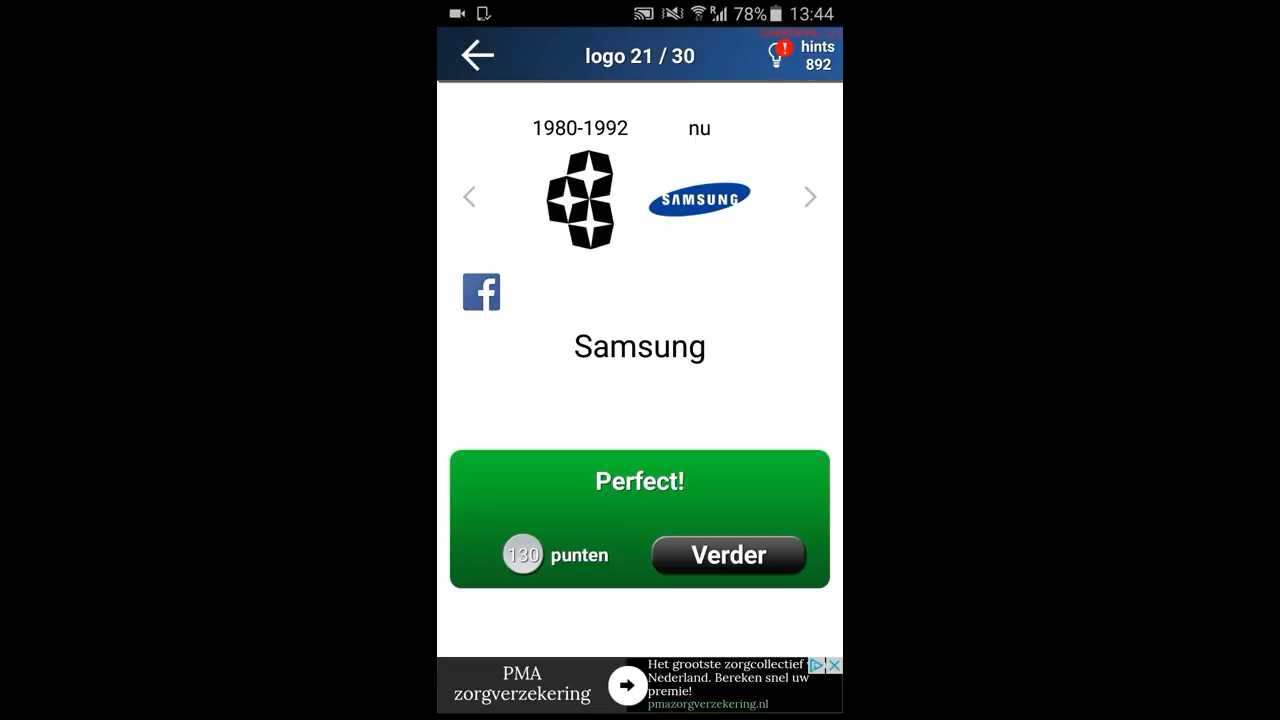 R 78% 13:44
logo 21 / 30
! hints
892
1980-1992 nu
SAMSUNG
f
Samsung
Perfect!
130 punten Verder
PMA
zorgverzekering
Het grootste zorgcollectief
Nederland. Bereken snel uw
premie!
pmazorgverzekering.nl